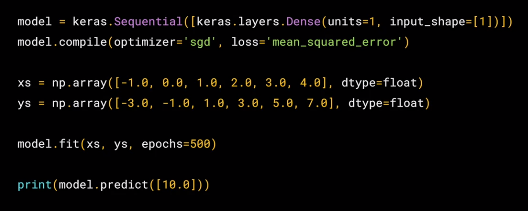 model = keras.Sequential([keras.layers.Dense(units=1, input_shape=[1])])
model.compile(optimizer='sgd', loss='mean_squared_error')
xs = np.array([-1.0, 0.0, 1.0, 2.0, 3.0, 4.0], dtype=float)
ys = np.array([-3.0, -1.0, 1.0, 3.0, 5.0, 7.0], dtype=float)
model.fit(xs, ys, epochs=500)
print(model.predict([10.0]))